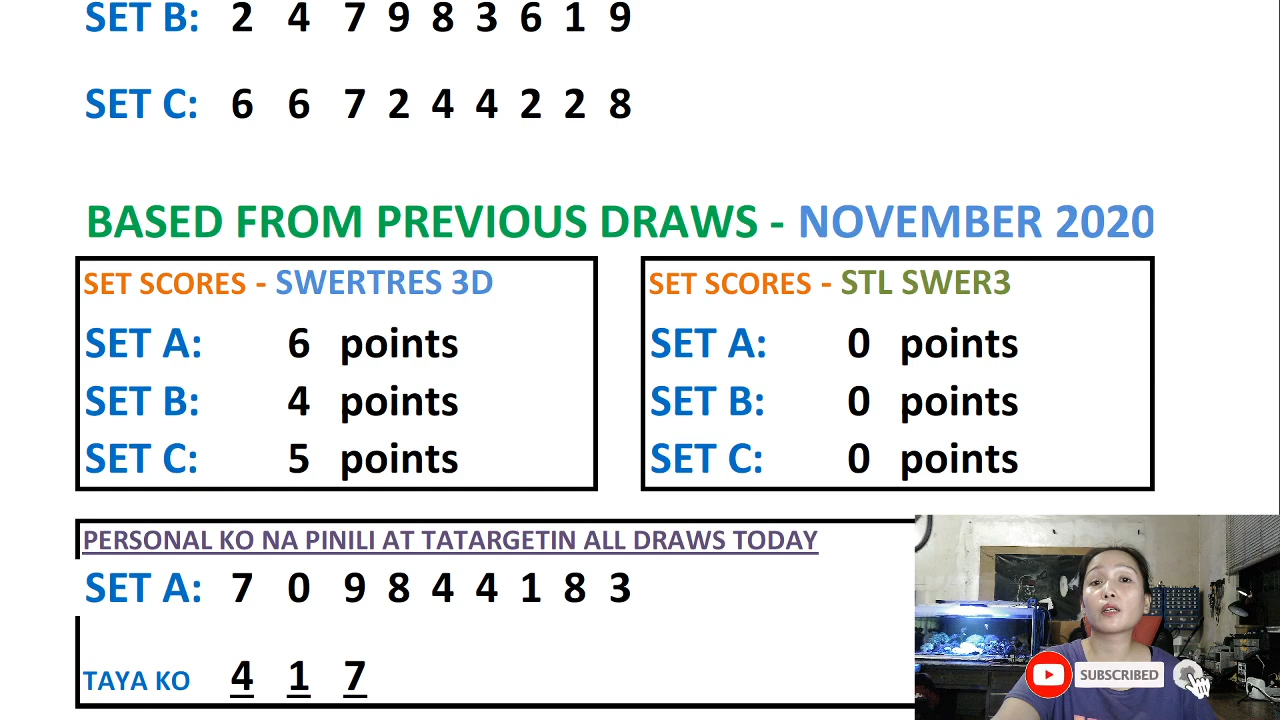 SET B: 2 4 7 9 8 3 6 1 9
SET C: 6 6 7 2 4 4 2 2 8
BASED FROM PREVIOUS DRAWS - NOVEMBER 2020
SET SCORES - SWERTRES 3D
SET A: 6 points
SET B: 4 points
SET C: 5 points
SET SCORES - STL SWER3
SET A: 0 points
SET B: 0 points
SET C: 0 points
PERSONAL KO NA PINILI AT TATARGETIN ALL DRAWS TODAY
SET A: 7 0 9 8 4 4 1 8 3
TAYA KO 4 1 7
SUBSCRIBED